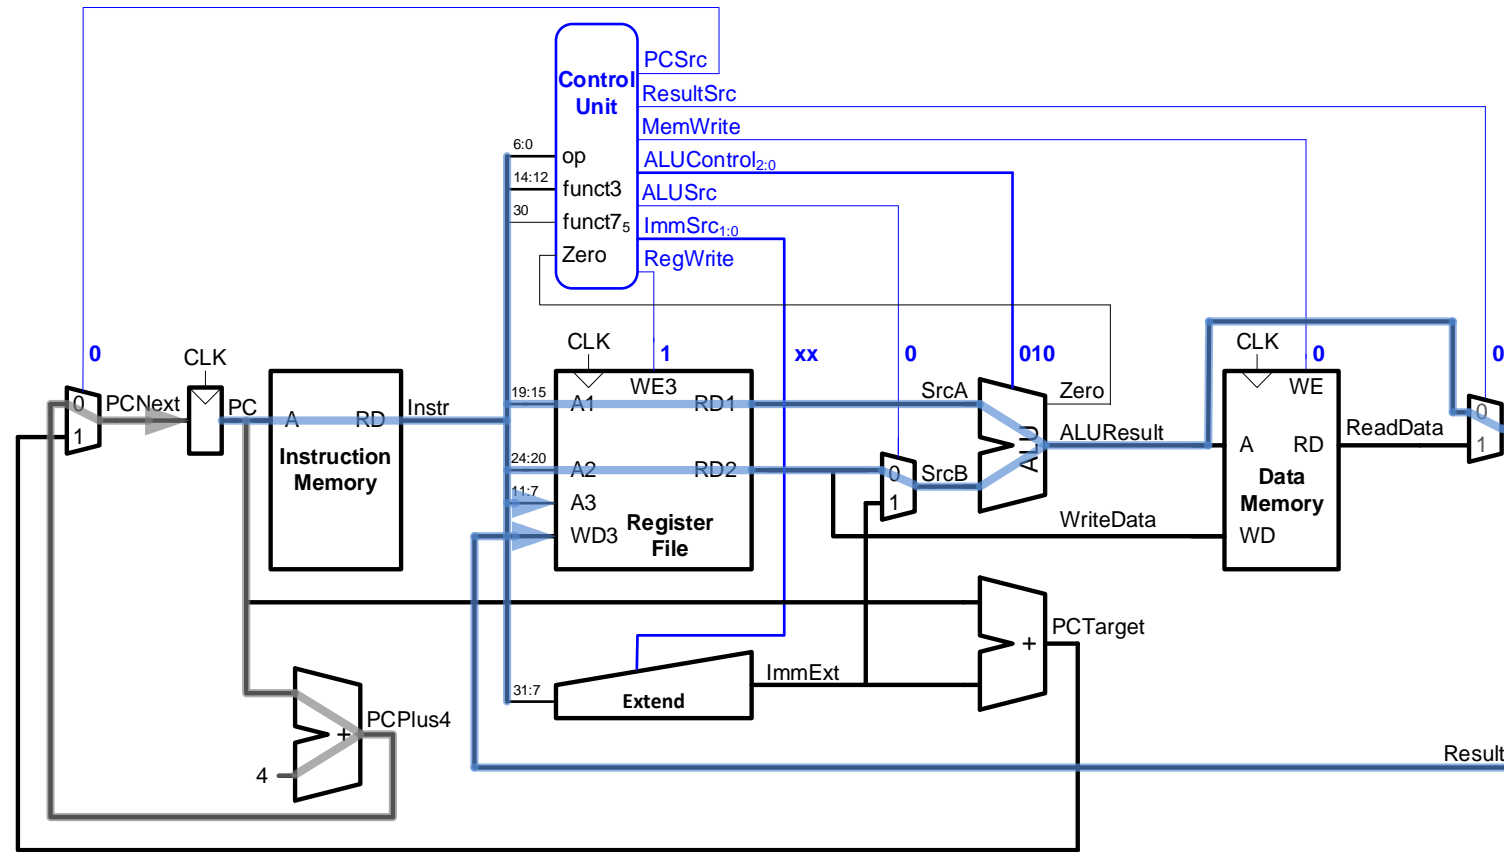 PCSrc
Control
Unit
ResultSrc
MemWrite
6:0
op
ALUControl2:0
14:12
funct3
ALUSrc
30
funct75
ImmSrc1:0
Zero
RegWrite
0
CLK
CLK
1
xx
0
010
CLK
0
0
WE3
WE
0
1
PCNext
PC
A
RD
Instr
19:15
A1
RD1
SrcA
Zero
0
1
Instruction
Memory
24:20
A2
RD2
0
1
SrcB
ALU
ALUResult
A
RD
ReadData
11:7
A3
Data
Memory
WD3
Register
File
WriteData
WD
+
PCTarget
ImmExt
31:7
Extend
PCPlus4
+
4
Result